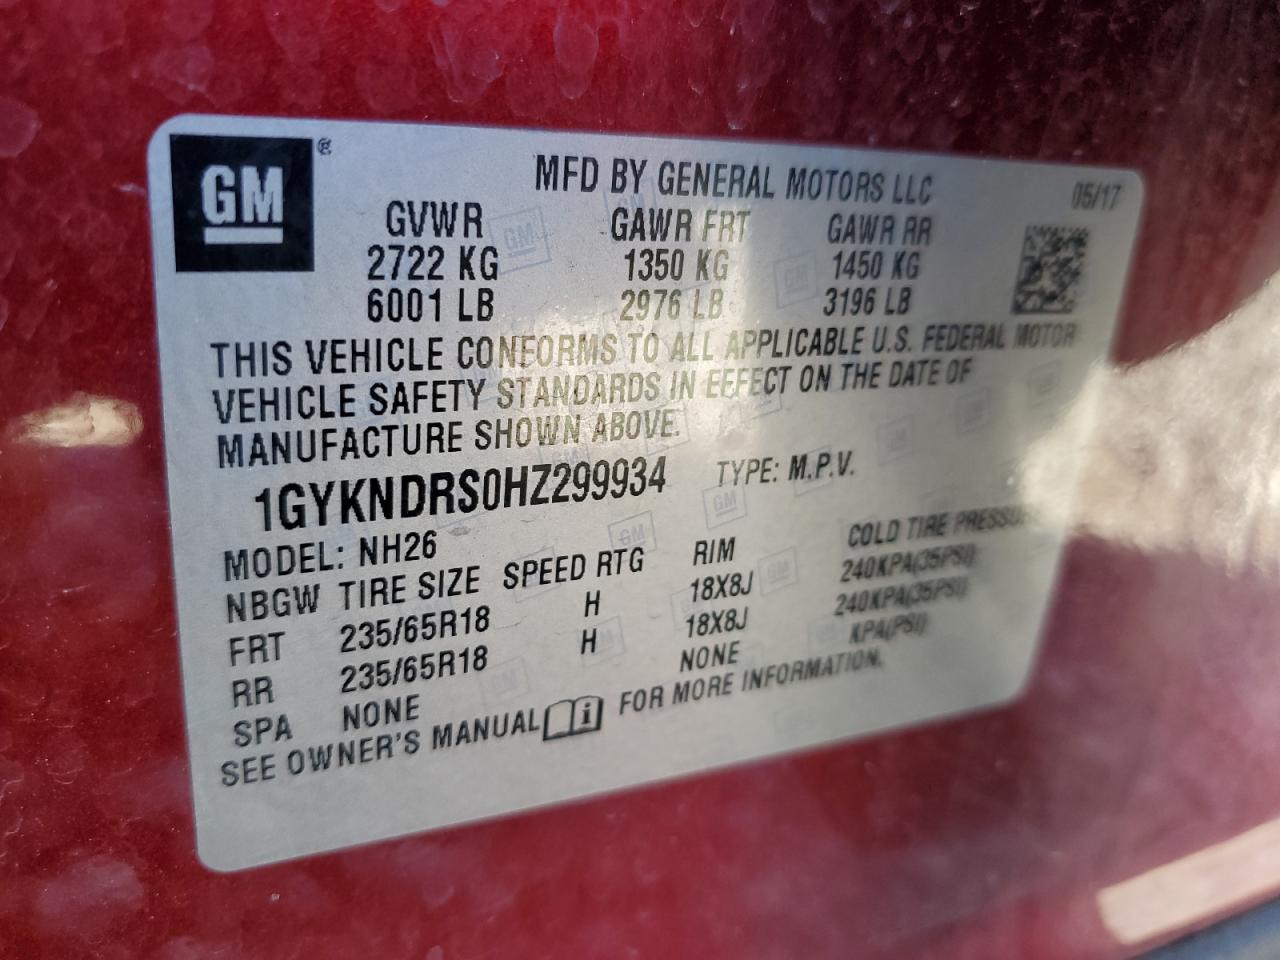 GM ®
MFD BY GENERAL MOTORS LLC 05/17
GVWR GAWR FRT GAWR RR
2722 KG 1350 KG 1450 KG
6001 LB 2976 LB 3196 LB
THIS VEHICLE CONFORMS TO ALL APPLICABLE U.S. FEDERAL MOTOR
VEHICLE SAFETY STANDARDS IN EFFECT ON THE DATE OF
MANUFACTURE SHOWN ABOVE.
1GYKNDRS0HZ299934 TYPE: M.P.V.
MODEL: NH26
NBGW TIRE SIZE SPEED RTG RIM COLD TIRE PRESSU
FRT 235/65R18 H 18X8J 240KPA(35PSI)
RR 235/65R18 H 18X8J 240KPA(35PSI)
SPA NONE NONE KPA(PSI)
SEE OWNER'S MANUAL FOR MORE INFORMATION.